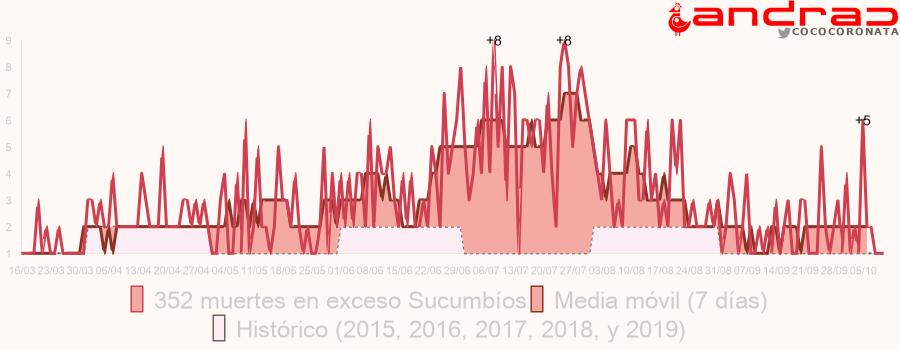 andrac
COCOCORONATA
+8
+8
+5
9
8
7
6
5
4
3
2
1
16/03 23/03 30/03 06/04 13/04 20/04 27/04 04/05 11/05 18/05 25/05 01/06 08/06 15/06 22/06 29/06 06/07 13/07 20/07 27/07 03/08 10/08 17/08 24/08 31/08 07/09 14/09 21/09 28/09 05/10
352 muertes en exceso Sucumbíos Media móvil (7 días)
Histórico (2015, 2016, 2017, 2018, y 2019)